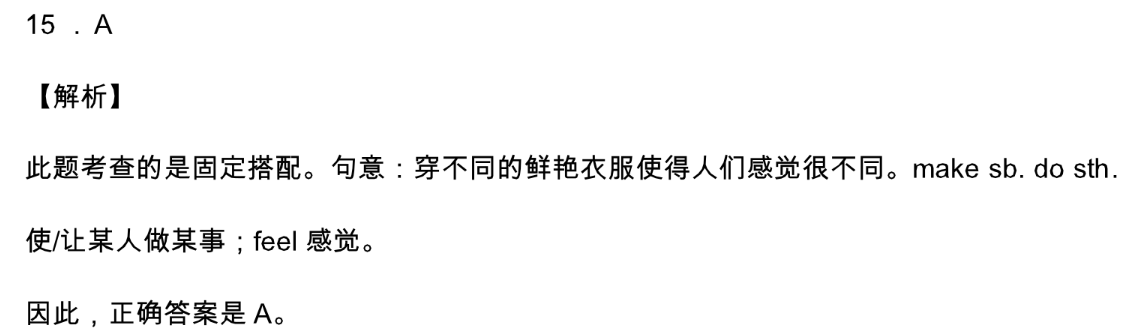 15 ．A
【解析】
此题考查的是固定搭配。句意：穿不同的鲜艳衣服使得人们感觉很不同。make sb. do sth.
使/让某人做某事；feel 感觉。
因此，正确答案是 A。